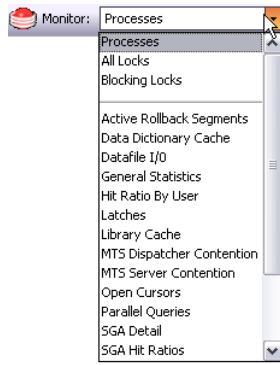 Monitor: Processes
Processes
All Locks
Blocking Locks
Active Rollback Segments
Data Dictionary Cache
Datafile I/0
General Statistics
Hit Ratio By User
Latches
Library Cache
MTS Dispatcher Contention
MTS Server Contention
Open Cursors
Parallel Queries
SGA Detail
SGA Hit Ratios